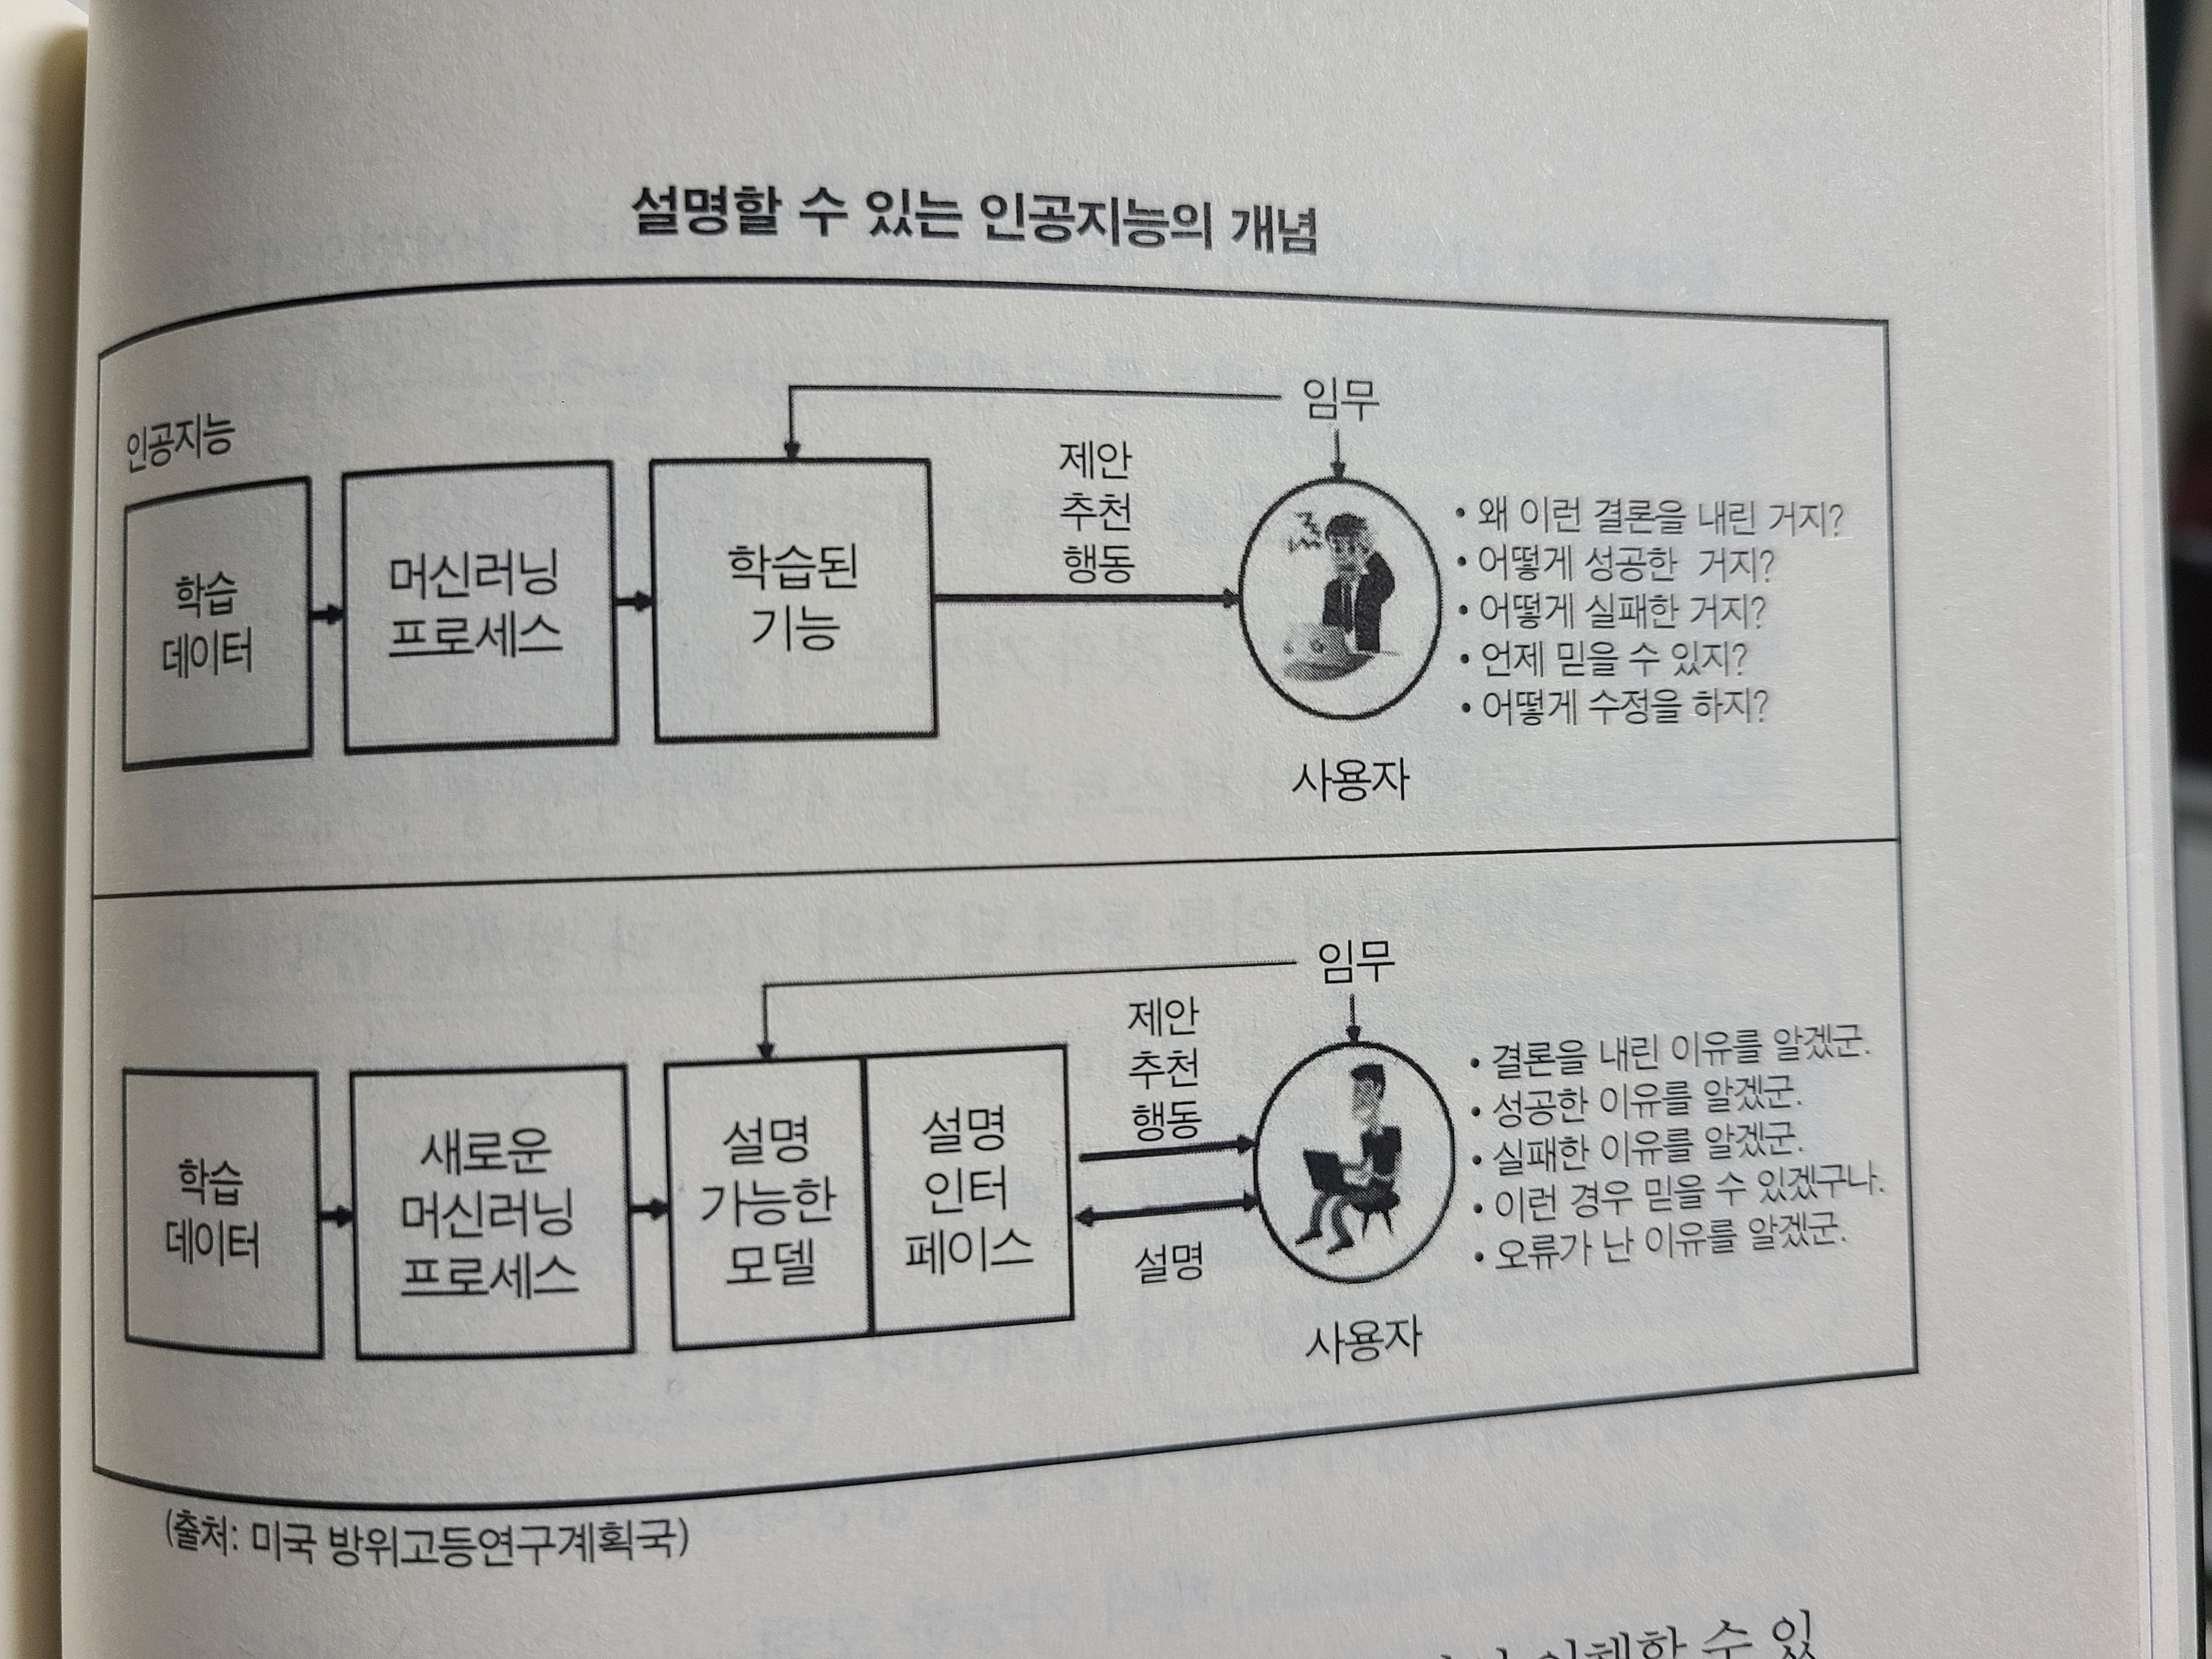 설명할 수 있는 인공지능의 개념
인공지능
학습
데이터
머신러닝
프로세스
학습된
기능
제안
추천
행동
임무
사용자
• 왜 이런 결론을 내린 거지?
• 어떻게 성공한 거지?
• 어떻게 실패한 거지?
• 언제 믿을 수 있지?
• 어떻게 수정을 하지?
학습
데이터
새로운
머신러닝
프로세스
설명
가능한
모델
설명
인터
페이스
제안
추천
행동
설명
임무
사용자
• 결론을 내린 이유를 알겠군.
• 성공한 이유를 알겠군.
• 실패한 이유를 알겠군.
• 이런 경우 믿을 수 있겠구나.
• 오류가 난 이유를 알겠군.
(출처: 미국 방위고등연구계획국)
수 있